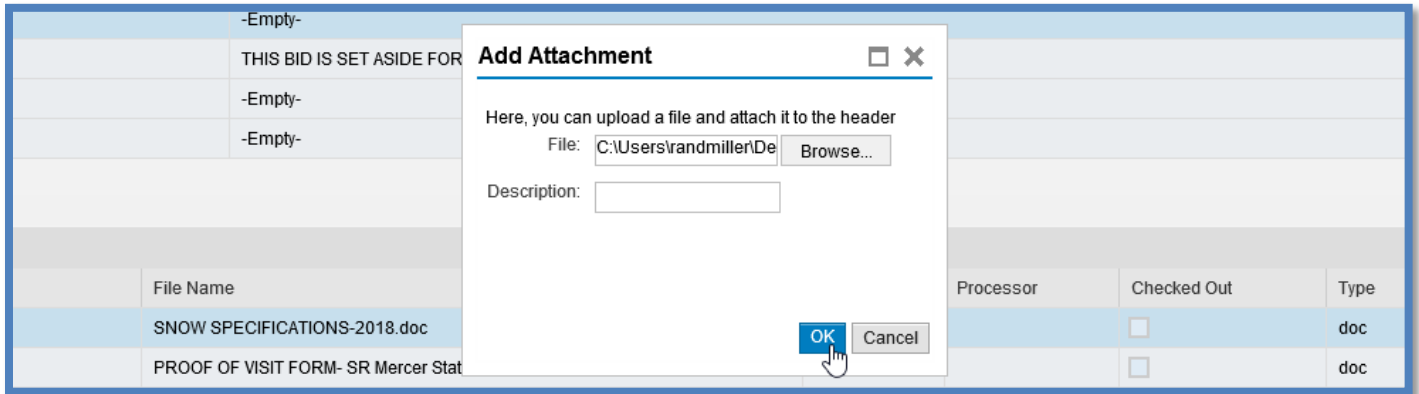 -Empty-
THIS BID IS SET ASIDE FOR
-Empty-
-Empty-
Add Attachment
Here, you can upload a file and attach it to the header
File: C:\Users\randmiller\De Browse...
Description:
OK Cancel
File Name Processor Checked Out Type
SNOW SPECIFICATIONS-2018.doc doc
PROOF OF VISIT FORM- SR Mercer Stat doc